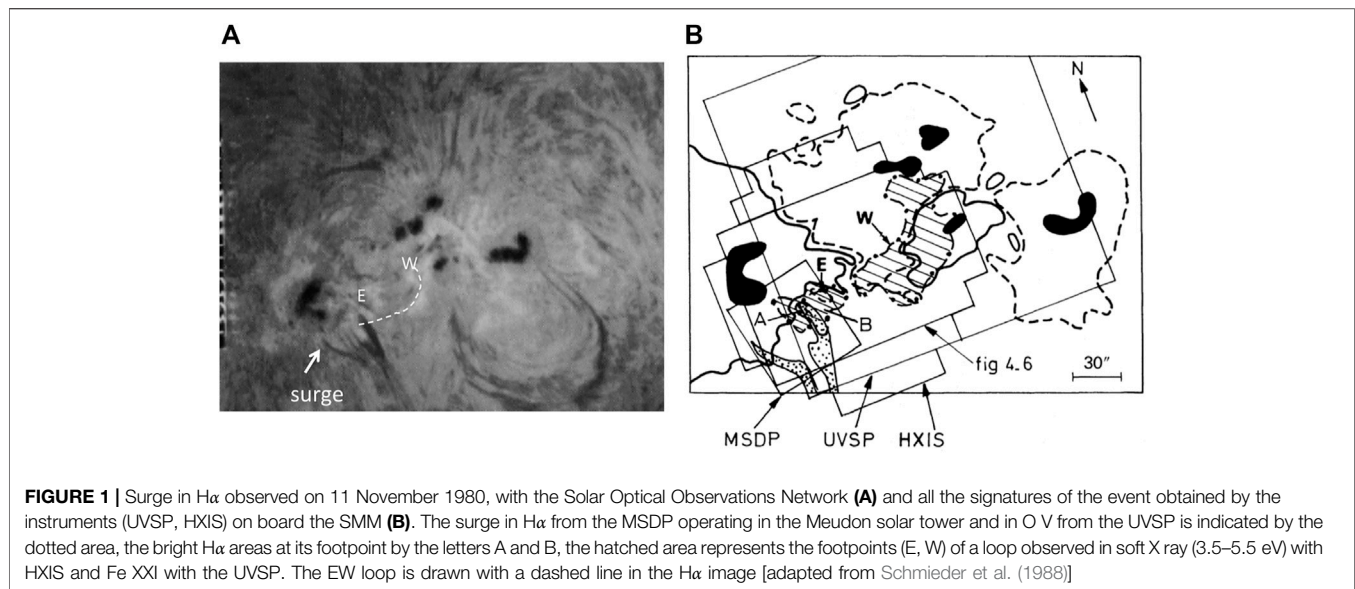 A
B
W
E
surge
N
W
E
A
B
fig 4_6
30"
MSDP
UVSP
HXIS
FIGURE 1 | Surge in Hα observed on 11 November 1980, with the Solar Optical Observations Network (A) and all the signatures of the event obtained by the
instruments (UVSP, HXIS) on board the SMM (B). The surge in Hα from the MSDP operating in the Meudon solar tower and in O V from the UVSP is indicated by the
dotted area, the bright Hα areas at its footpoint by the letters A and B, the hatched area represents the footpoints (E, W) of a loop observed in soft X ray (3.5–5.5 eV) with
HXIS and Fe XXI with the UVSP. The EW loop is drawn with a dashed line in the Hα image [adapted from Schmieder et al. (1988)]